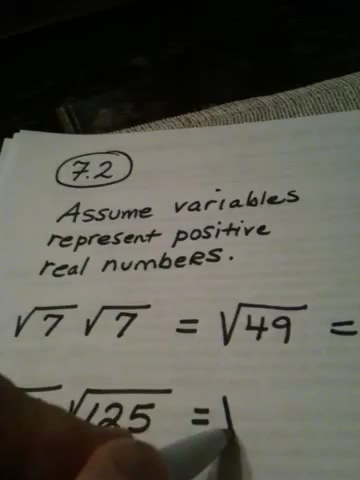 7.2
Assume variables
represent positive
real numbers.
√7 √7 = √49 =
√125 =